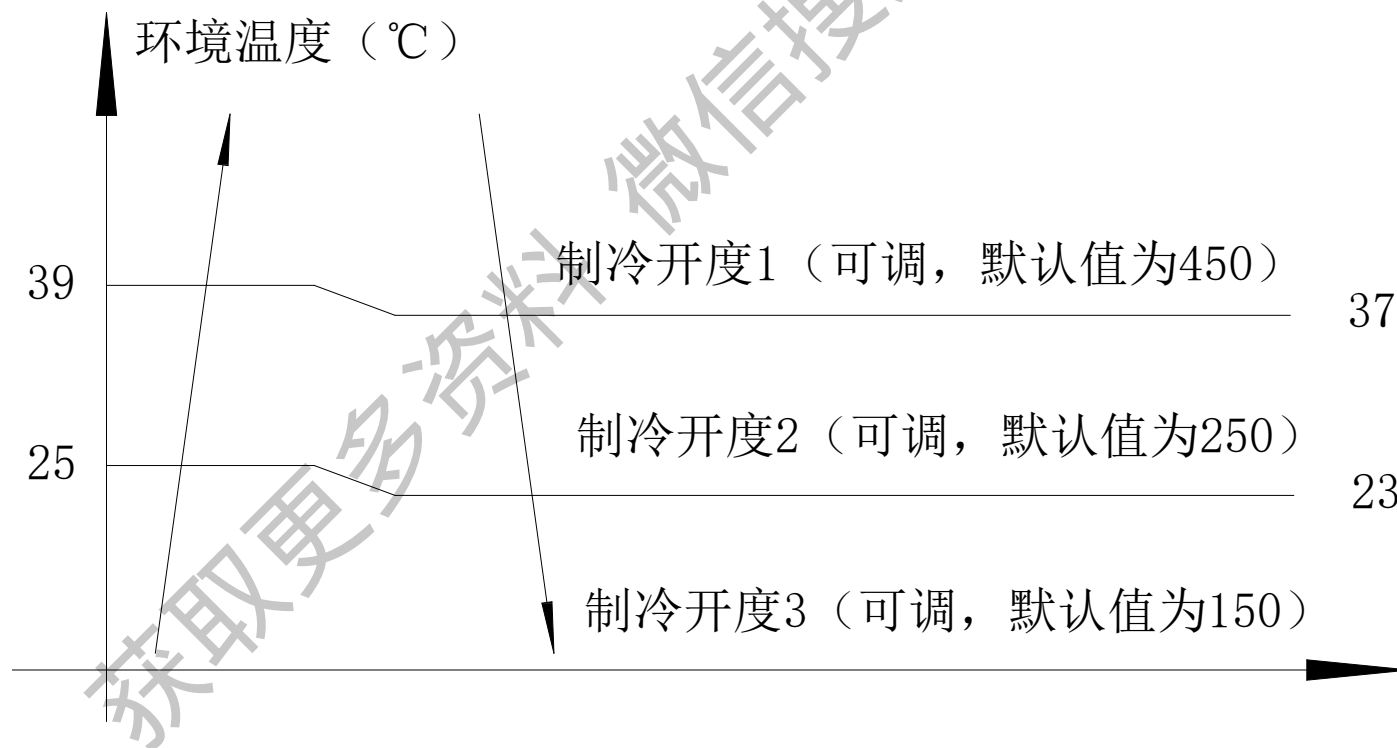 环境温度（℃）
制冷开度1（可调，默认值为450）
39
37
制冷开度2（可调，默认值为250）
25
23
制冷开度3（可调，默认值为150）
获取更多资料 微信搜